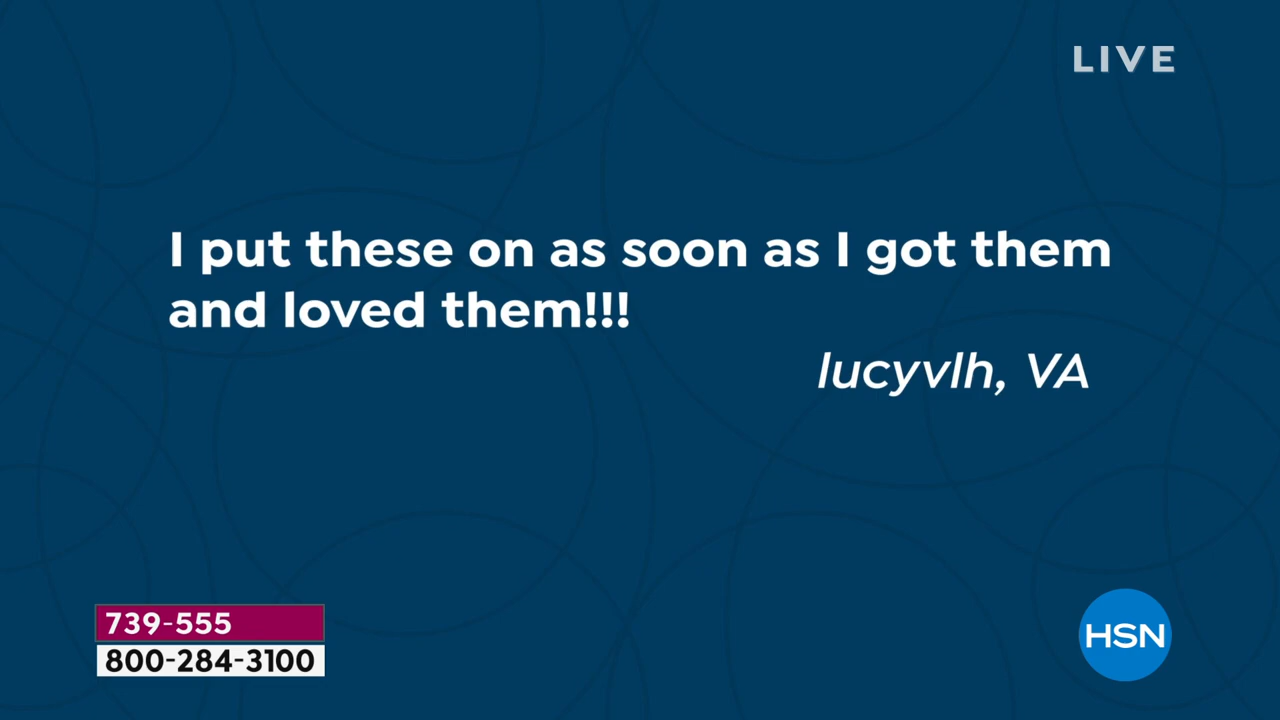 LIVE
I put these on as soon as I got them
and loved them!!!
lucyvlh, VA
739-555
800-284-3100
HSN